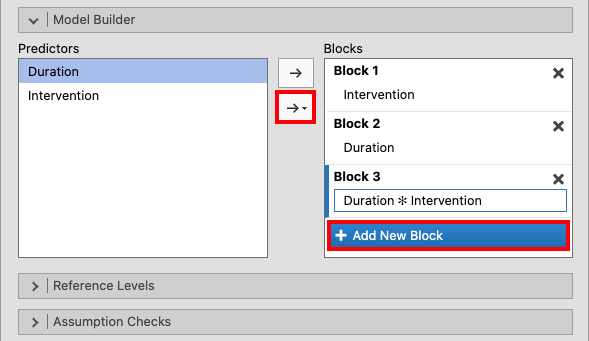 Model Builder
Predictors
Duration
Intervention
Blocks
Block 1
Intervention
Block 2
Duration
Block 3
Duration ✻ Intervention
+ Add New Block
Reference Levels
Assumption Checks